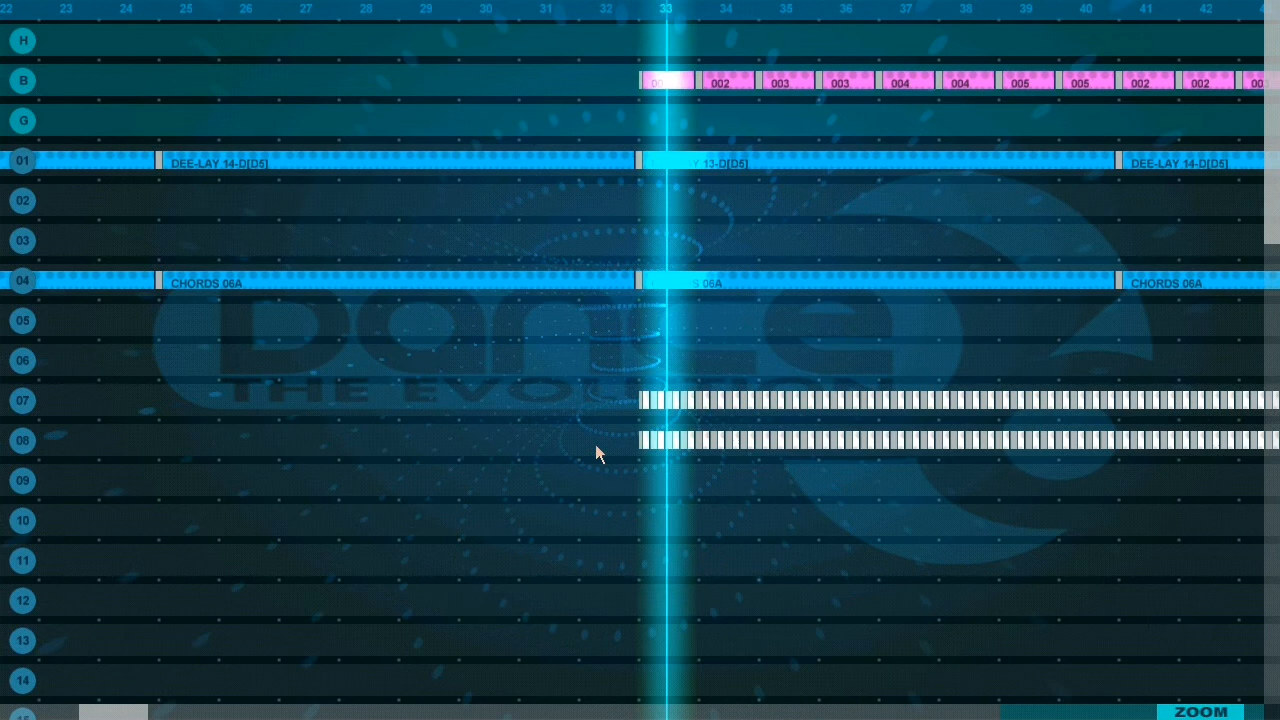 22 23 24 25 26 27 28 29 30 31 32 33 34 35 36 37 38 39 40 41 42
H
B 002 003 003 004 004 005 005 002 002
G
01 DEE-LAY 14-D[D5] 13-D[D5] DEE-LAY 14-D[D5]
02
03
04 CHORDS 06A 06A CHORDS 06A
05
06
THE
07
08
09
10
11
12
13
14
15
ZOOM